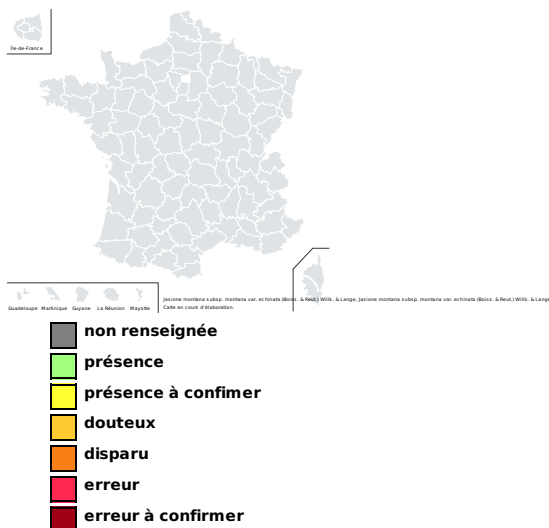 Île-de-France
Guadeloupe Martinique Guyane La Réunion Mayotte
Jasione montana subsp. montana var. echinata (Boiss. & Reut.) Willk. & Lange, Jasione montana subsp. montana var. echinata (Boiss. & Reut.) Willk. & Lange
Carte en cours d'élaboration.
non renseignée
présence
présence à confimer
douteux
disparu
erreur
erreur à confirmer